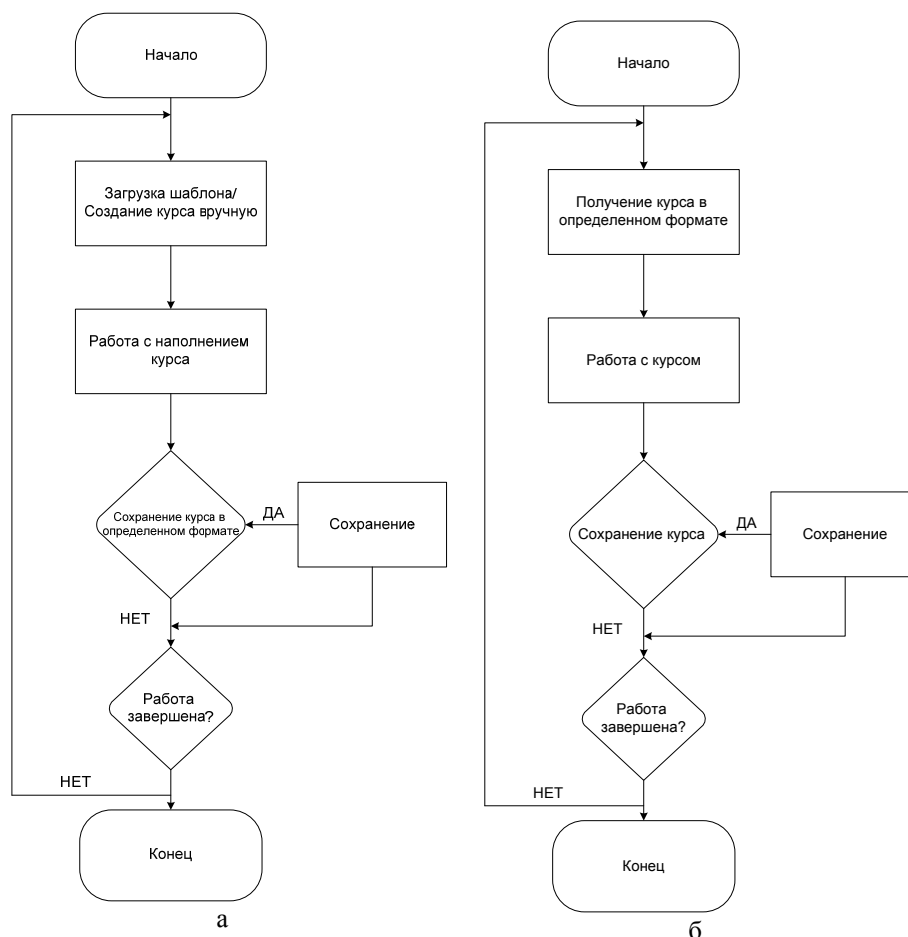 Начало
Загрузка шаблона/
Создание курса вручную
Работа с наполнением
курса
Сохранение курса в
определенном формате
ДА
Сохранение
НЕТ
Работа
завершена?
НЕТ
Конец
а
Начало
Получение курса в
определенном формате
Работа с курсом
Сохранение курса
ДА
Сохранение
НЕТ
Работа
завершена?
НЕТ
Конец
б